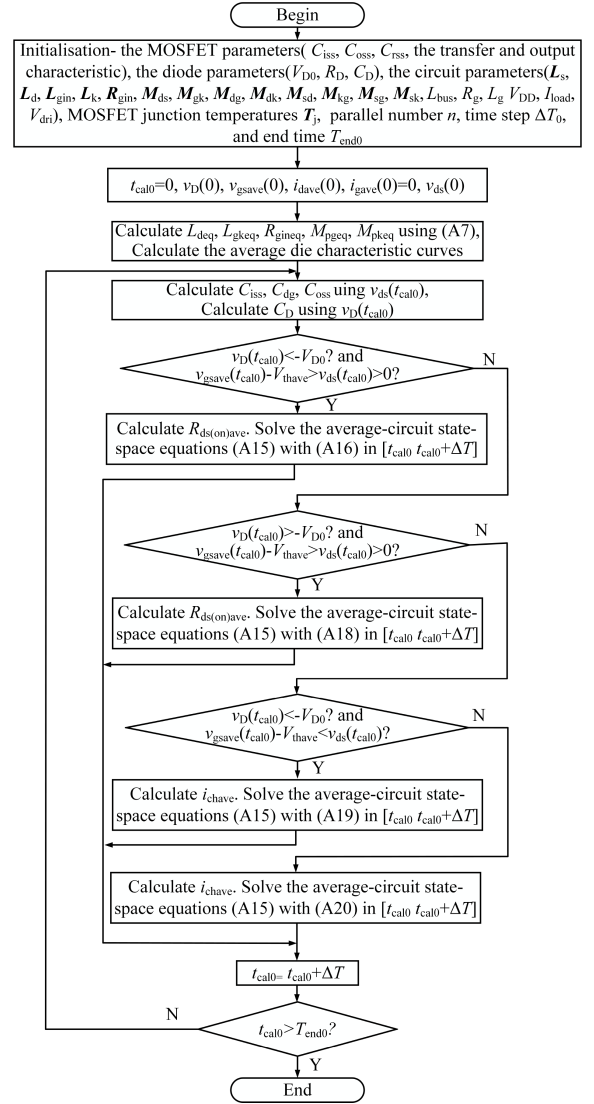 Begin
Initialisation- the MOSFET parameters( Ciss, Coss, Crss, the transfer and output
characteristic), the diode parameters(VD0, RD, CD), the circuit parameters(Ls,
Ld, Lgin, Lk, Rgin, Mds, Mgk, Mdg, Mdk, Msd, Mkg, Msg, Msk, Lbus, Rg, Lg VDD, Iload,
Vdri), MOSFET junction temperatures Tj, parallel number n, time step ΔT0,
and end time Tend0
tcal0=0, vD(0), vgsave(0), idave(0), igave(0)=0, vds(0)
Calculate Ldeq, Lgkeq, Rgineq, Mpgeq, Mpkeq using (A7),
Calculate the average die characteristic curves
Calculate Ciss, Cdg, Coss uing vds(tcal0),
Calculate CD using vD(tcal0)
vD(tcal0)<-VD0? and
vgsave(tcal0)-Vthave>vds(tcal0)>0?
N
Y
Calculate Rds(on)ave. Solve the average-circuit state-
space equations (A15) with (A16) in [tcal0 tcal0+ΔT]
vD(tcal0)>-VD0? and
vgsave(tcal0)-Vthave>vds(tcal0)>0?
N
Y
Calculate Rds(on)ave. Solve the average-circuit state-
space equations (A15) with (A18) in [tcal0 tcal0+ΔT]
vD(tcal0)<-VD0? and
vgsave(tcal0)-Vthave<vds(tcal0)?
N
Y
Calculate ichave. Solve the average-circuit state-
space equations (A15) with (A19) in [tcal0 tcal0+ΔT]
Calculate ichave. Solve the average-circuit state-
space equations (A15) with (A20) in [tcal0 tcal0+ΔT]
tcal0= tcal0+ΔT
N
tcal0>Tend0?
Y
End